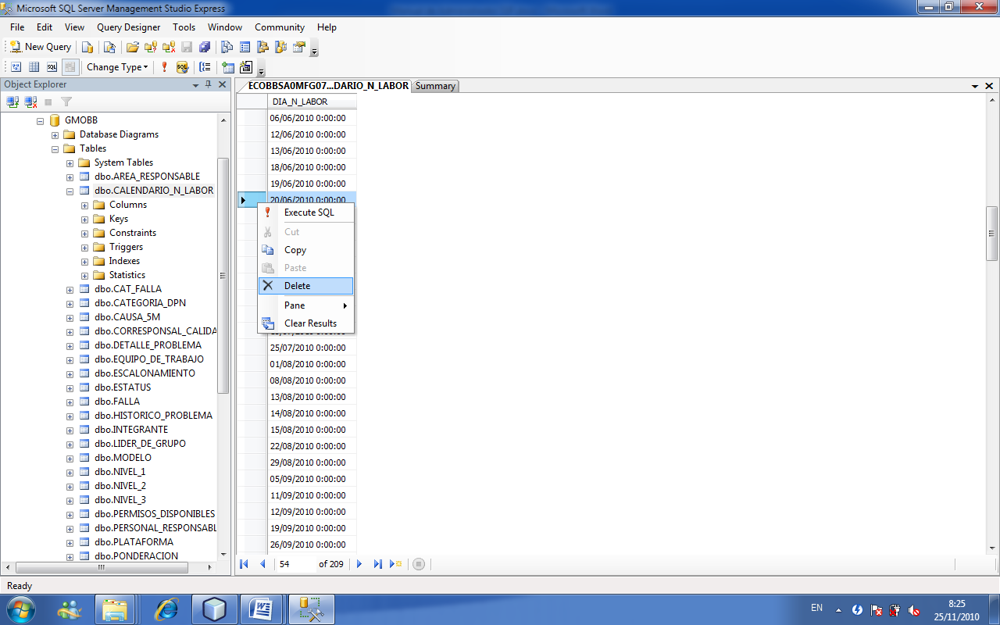 Microsoft SQL Server Management Studio Express
File Edit View Query Designer Tools Window Community Help
New Query
Change Type
Object Explorer
GMOBB
Database Diagrams
Tables
System Tables
dbo.AREA_RESPONSABLE
dbo.CALENDARIO_N_LABOR
Columns
Keys
Constraints
Triggers
Indexes
Statistics
dbo.CAT_FALLA
dbo.CATEGORIA_DPN
dbo.CAUSA_5M
dbo.CORRESPONSAL_CALIDA
dbo.DETALLE_PROBLEMA
dbo.EQUIPO_DE_TRABAJO
dbo.ESCALONAMIENTO
dbo.ESTATUS
dbo.FALLA
dbo.HISTORICO_PROBLEMA
dbo.INTEGRANTE
dbo.LIDER_DE_GRUPO
dbo.MODELO
dbo.NIVEL_1
dbo.NIVEL_2
dbo.NIVEL_3
dbo.PERMISOS_DISPONIBLES
dbo.PERSONAL_RESPONSABL
dbo.PLATAFORMA
dbo.PONDERACION
ECOBBSA0MFG07...DARIO_N_LABOR Summary
DIA_N_LABOR
06/06/2010 0:00:00
12/06/2010 0:00:00
13/06/2010 0:00:00
18/06/2010 0:00:00
19/06/2010 0:00:00
20/06/2010 0:00:00
Execute SQL
Cut
Copy
Paste
Delete
Pane
Clear Results
25/07/2010 0:00:00
01/08/2010 0:00:00
08/08/2010 0:00:00
13/08/2010 0:00:00
14/08/2010 0:00:00
15/08/2010 0:00:00
22/08/2010 0:00:00
29/08/2010 0:00:00
05/09/2010 0:00:00
11/09/2010 0:00:00
12/09/2010 0:00:00
19/09/2010 0:00:00
26/09/2010 0:00:00
54 of 209
Ready
EN
8:25
25/11/2010